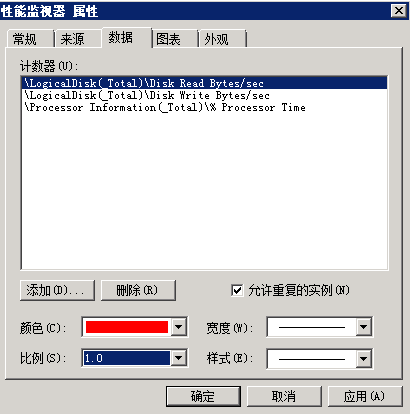 性能监视器 属性
常规 来源 数据 图表 外观
计数器(U):
\LogicalDisk(_Total)\Disk Read Bytes/sec
\LogicalDisk(_Total)\Disk Write Bytes/sec
\Processor Information(_Total)\% Processor Time
添加(D)... 删除(R) 允许重复的实例(N)
颜色(C): 宽度(W):
比例(S): 1.0 样式(E):
确定 取消 应用(A)